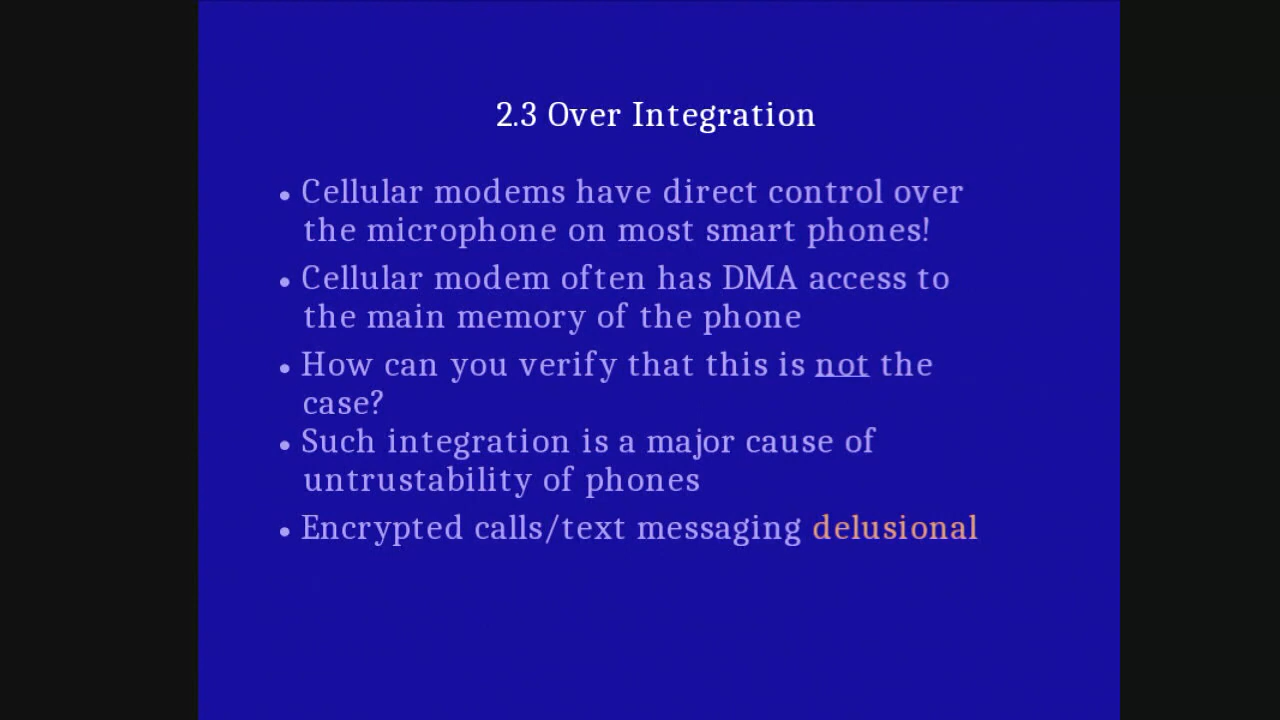 2.3 Over Integration
• Cellular modems have direct control over
the microphone on most smart phones!
• Cellular modem often has DMA access to
the main memory of the phone
• How can you verify that this is not the
case?
• Such integration is a major cause of
untrustability of phones
• Encrypted calls/text messaging delusional